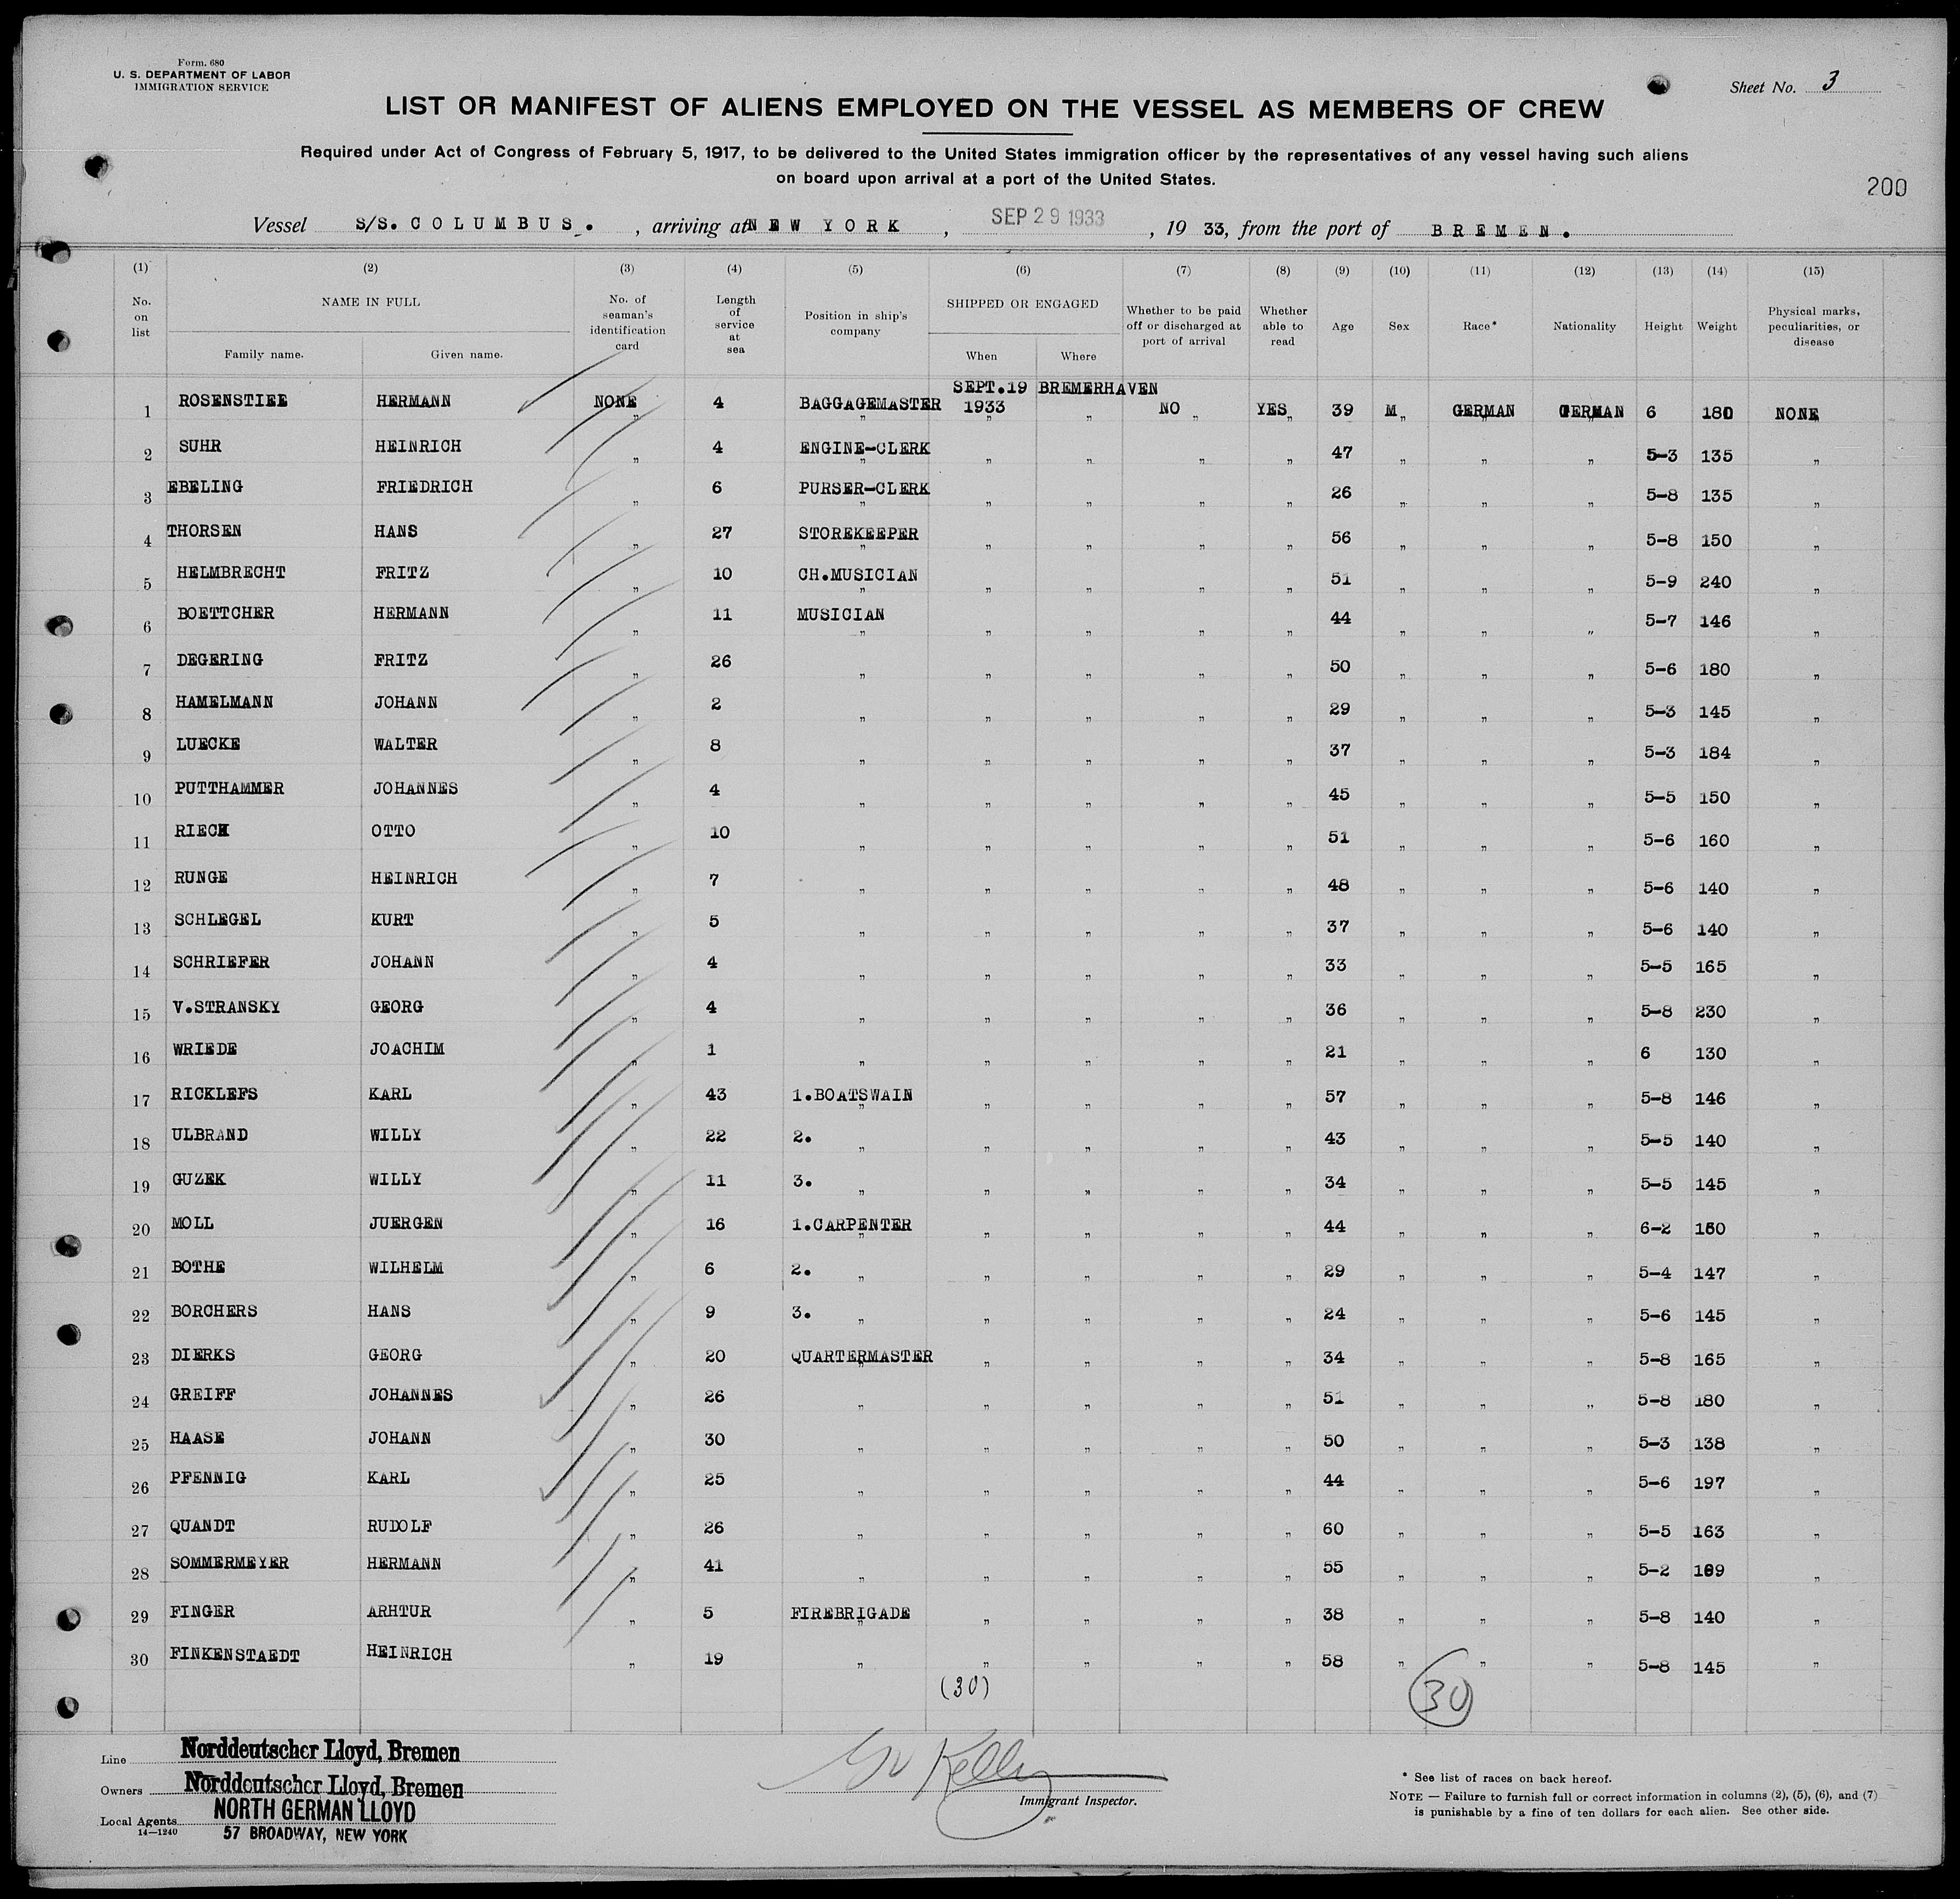 Form. 680
U. S. DEPARTMENT OF LABOR
IMMIGRATION SERVICE
Sheet No. 3
LIST OR MANIFEST OF ALIENS EMPLOYED ON THE VESSEL AS MEMBERS OF CREW
Required under Act of Congress of February 5, 1917, to be delivered to the United States immigration officer by the representatives of any vessel having such aliens
on board upon arrival at a port of the United States.
200
Vessel S/S. COLUMBUS. , arriving at NEW YORK , SEP 29 1933 , 19 33, from the port of BREMEN.
(1) (2) (3) (4) (5) (6) (7) (8) (9) (10) (11) (12) (13) (14) (15)
No. on list NAME IN FULL Family name. Given name. No. of seaman's identification card Length of service at sea Position in ship's company SHIPPED OR ENGAGED When Where Whether to be paid off or discharged at port of arrival Whether able to read Age Sex Race* Nationality Height Weight Physical marks, peculiarities, or disease
1 HERMANN NONE 4 BAGGAGEMASTER SEPT.19 1933 BREMERHAVEN NO YES 39 M GERMAN GERMAN 6 180 NONE
2 SUHR HEINRICH „ 4 ENGINE-CLERK „ „ „ „ 47 „ „ „ 5-3 135 „
3 EBELING FRIEDRICH „ 6 PURSER-CLERK „ „ „ „ 26 „ „ „ 5-8 135 „
4 THORSEN HANS „ 27 STOREKEEPER „ „ „ „ 56 „ „ „ 5-8 150 „
5 HELMBRECHT FRITZ „ 10 CH.MUSICIAN „ „ „ „ 51 „ „ „ 5-9 240 „
6 BOETTCHER HERMANN „ 11 MUSICIAN „ „ „ „ 44 „ „ „ 5-7 146 „
7 DEGERING FRITZ „ 26 „ „ „ „ „ 50 „ „ „ 5-6 180 „
8 HAMELMANN JOHANN „ 2 „ „ „ „ „ 29 „ „ „ 5-3 145 „
9 LUECKE WALTER „ 8 „ „ „ „ „ 37 „ „ „ 5-3 184 „
10 PUTTHAMMER JOHANNES „ 4 „ „ „ „ „ 45 „ „ „ 5-5 150 „
11 RIECK OTTO „ 10 „ „ „ „ „ 51 „ „ „ 5-6 160 „
12 RUNGE HEINRICH „ 7 „ „ „ „ „ 48 „ „ „ 5-6 140 „
13 SCHLEGEL KURT „ 5 „ „ „ „ „ 37 „ „ „ 5-6 140 „
14 SCHRIEFER JOHANN „ 4 „ „ „ „ „ 33 „ „ „ 5-5 165 „
15 V.STRANSKY GEORG „ 4 „ „ „ „ „ 36 „ „ „ 5-8 230 „
16 WRIEDE JOACHIM „ 1 „ „ „ „ „ 21 „ „ „ 6 130 „
17 RICKLEFS KARL „ 43 1.BOATSWAIN „ „ „ „ 57 „ „ „ 5-8 146 „
18 ULBRAND WILLY „ 22 2. „ „ „ „ „ 43 „ „ „ 5-5 140 „
19 GUZEK WILLY „ 11 3. „ „ „ „ „ 34 „ „ „ 5-5 145 „
20 MOLL JUERGEN „ 16 1.CARPENTER „ „ „ „ 44 „ „ „ 6-2 „
21 BOTHE WILHELM „ 6 2. „ „ „ „ „ 29 „ „ „ 5-4 147 „
22 BORCHERS HANS „ 9 3. „ „ „ „ „ 24 „ „ „ 5-6 145 „
23 DIERKS GEORG „ 20 QUARTERMASTER „ „ „ „ 34 „ „ „ 5-8 165 „
24 GREIFF JOHANNES „ 26 „ „ „ „ „ 51 „ „ „ 5-8 180 „
25 HAASE JOHANN „ 30 „ „ „ „ „ 50 „ „ „ 5-3 138 „
26 PFENNIG KARL „ 25 „ „ „ „ „ 44 „ „ „ 5-6 197 „
27 QUANDT RUDOLF „ 26 „ „ „ „ „ 60 „ „ „ 5-5 163 „
28 SOMMERMEYER HERMANN „ 41 „ „ „ „ „ 55 „ „ „ 5-2 „
29 FINGER ARHTUR „ 5 FIREBRIGADE „ „ „ „ 38 „ „ „ 5-8 140 „
30 FINKENSTAEDT HEINRICH „ 19 „ „ „ „ „ 58 „ „ „ 5-8 145 „
(30) 30
Line Norddeutscher Lloyd, Bremen
Owners Norddeutscher Lloyd, Bremen
Local Agents NORTH GERMAN LLOYD
14—1240 57 BROADWAY, NEW YORK
Kelly
Immigrant Inspector.
* See list of races on back hereof.
NOTE — Failure to furnish full or correct information in columns (2), (5), (6), and (7)
is punishable by a fine of ten dollars for each alien. See other side.